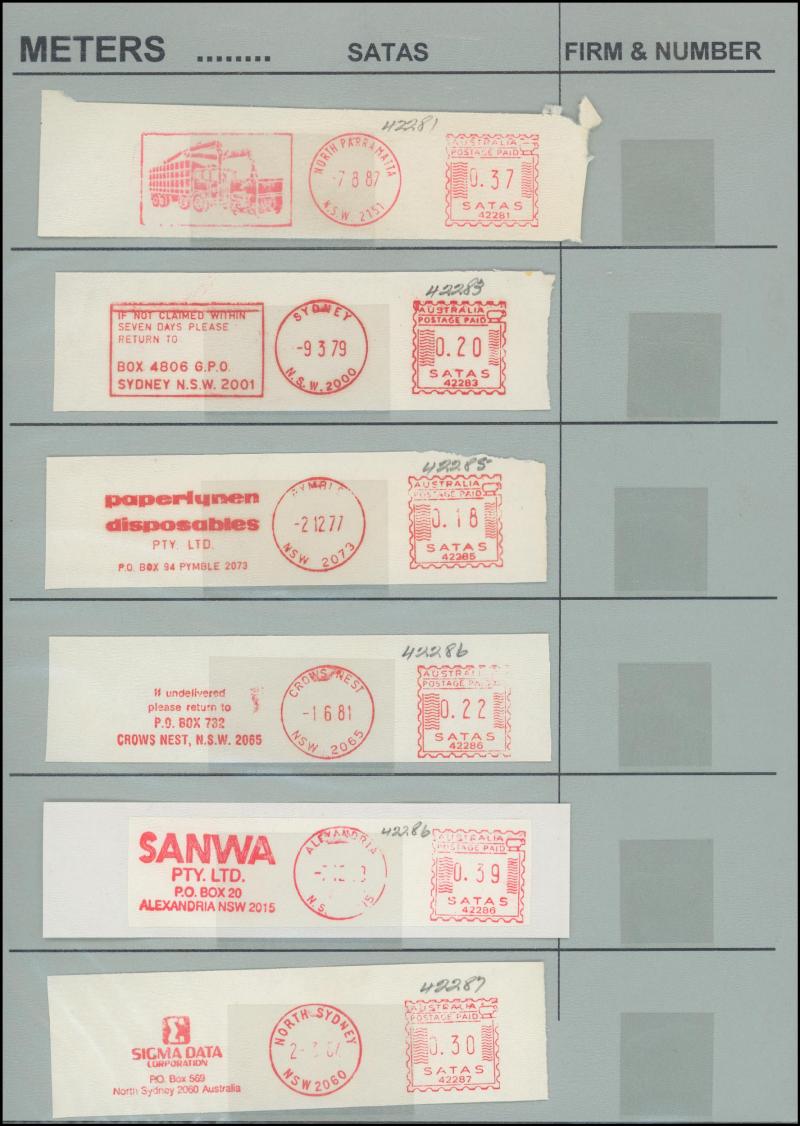 METERS ........ SATAS FIRM & NUMBER
42281
NORTH PARRAMATTA
-7 8 87
N.S.W. 2151
AUSTRALIA
POSTAGE PAID
0.37
SATAS
42281
42283
IF NOT CLAIMED WITHIN
SEVEN DAYS PLEASE
RETURN TO
BOX 4806 G.P.O.
SYDNEY N.S.W. 2001
SYDNEY
-9 3 79
N.S.W. 2000
AUSTRALIA
POSTAGE PAID
0.20
SATAS
42283
42285
paperlynen
disposables
PTY. LTD.
P.O. BOX 94 PYMBLE 2073
PYMBLE
-2 12 77
NSW 2073
AUSTRALIA
POSTAGE PAID
0.18
SATAS
42285
42286
If undelivered
please return to
P.O. BOX 732
CROWS NEST, N.S.W. 2065
CROWS NEST
-1 6 81
NSW 2065
AUSTRALIA
POSTAGE PAID
0.22
SATAS
42286
42286
SANWA
PTY. LTD.
P.O. BOX 20
ALEXANDRIA NSW 2015
ALEXANDRIA
AUSTRALIA
POSTAGE PAID
0.39
SATAS
42286
42287
SIGMA DATA
CORPORATION
P.O. Box 569
North Sydney 2060 Australia
NORTH SYDNEY
NSW 2060
AUSTRALIA
POSTAGE PAID
0.30
SATAS
42287